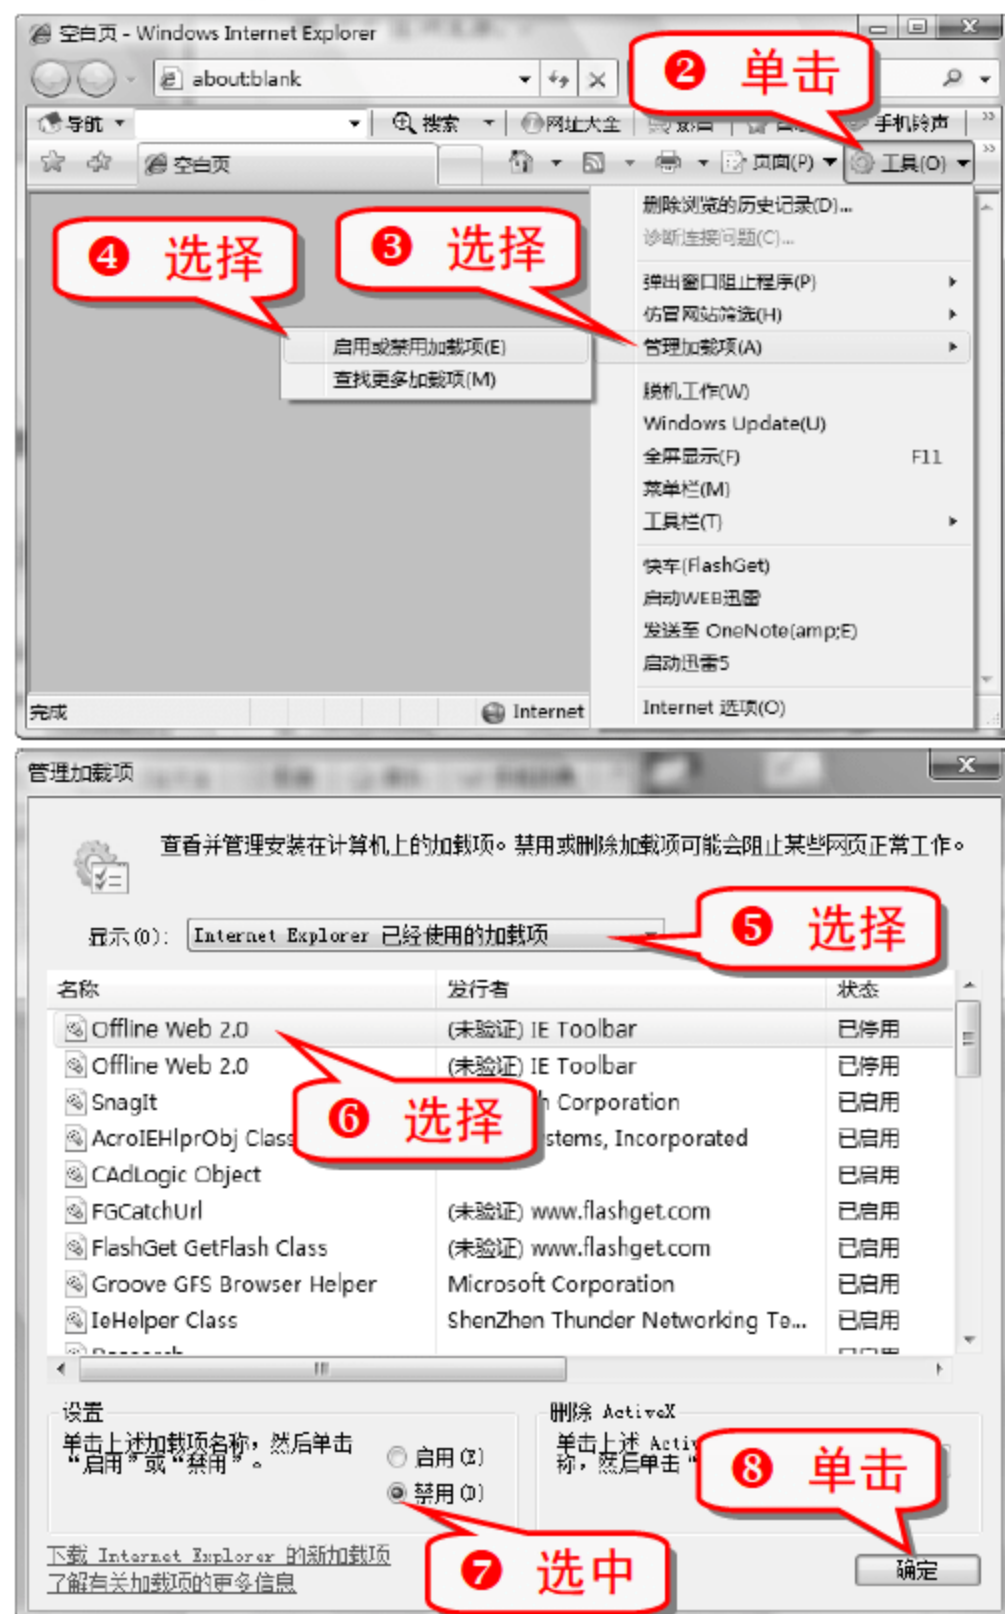 空白页 - Windows Internet Explorer
about:blank
❷ 单击
导航 搜索 网址大全 手机铃声
空白页 页面(P) 工具(O)
删除浏览的历史记录(D)...
诊断连接问题(C)...
❹ 选择
❸ 选择
弹出窗口阻止程序(P)
仿冒网站筛选(H)
管理加载项(A)
启用或禁用加载项(E)
查找更多加载项(M)
脱机工作(W)
Windows Update(U)
全屏显示(F) F11
菜单栏(M)
工具栏(T)
快车(FlashGet)
启动WEB迅雷
发送至 OneNote(amp;E)
启动迅雷5
Internet 选项(O)
完成 Internet
管理加载项
查看并管理安装在计算机上的加载项。禁用或删除加载项可能会阻止某些网页正常工作。
显示(O): Internet Explorer 已经使用的加载项
❺ 选择
名称 发行者 状态
Offline Web 2.0 (未验证) IE Toolbar 已停用
Offline Web 2.0 (未验证) IE Toolbar 已停用
SnagIt h Corporation 已启用
❻ 选择
AcroIEHlprObj Class stems, Incorporated 已启用
CAdLogic Object 已启用
FGCatchUrl (未验证) www.flashget.com 已启用
FlashGet GetFlash Class (未验证) www.flashget.com 已启用
Groove GFS Browser Helper Microsoft Corporation 已启用
IeHelper Class ShenZhen Thunder Networking Te... 已启用
设置
单击上述加载项名称，然后单击
“启用”或“禁用”。
启用(E)
禁用(D)
删除 ActiveX
单击上述 Activ
称，然后单击“
❽ 单击
下载 Internet Explorer 的新加载项
了解有关加载项的更多信息
❼ 选中
确定